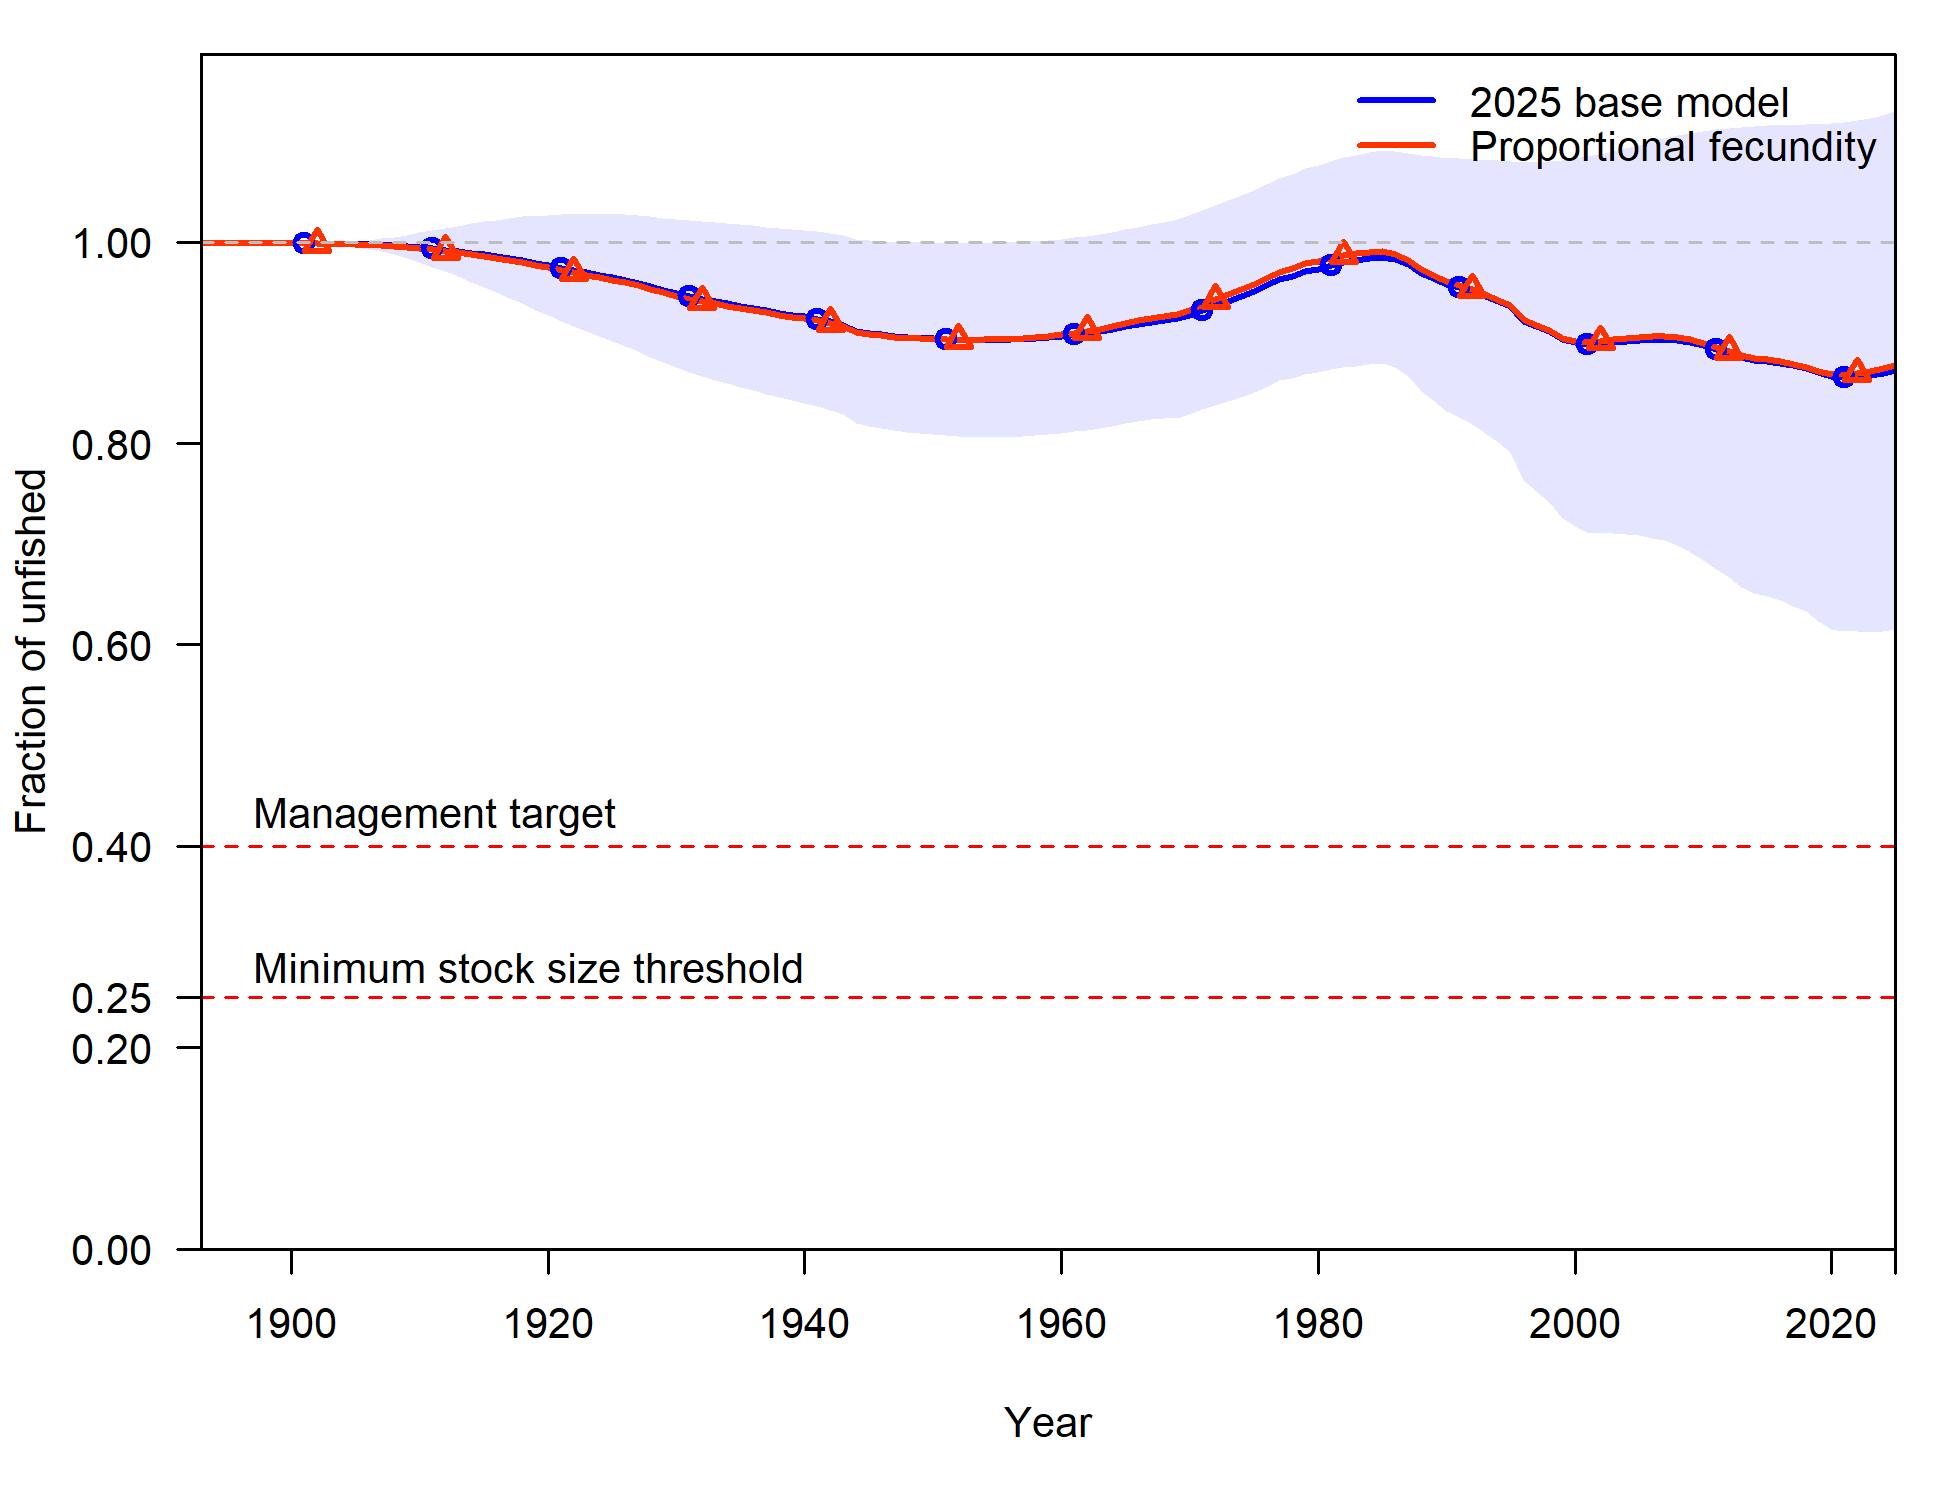 2025 base model
Proportional fecundity
1.00
0.80
0.60
0.40
0.25
0.20
0.00
Fraction of unfished
Management target
Minimum stock size threshold
1900 1920 1940 1960 1980 2000 2020
Year